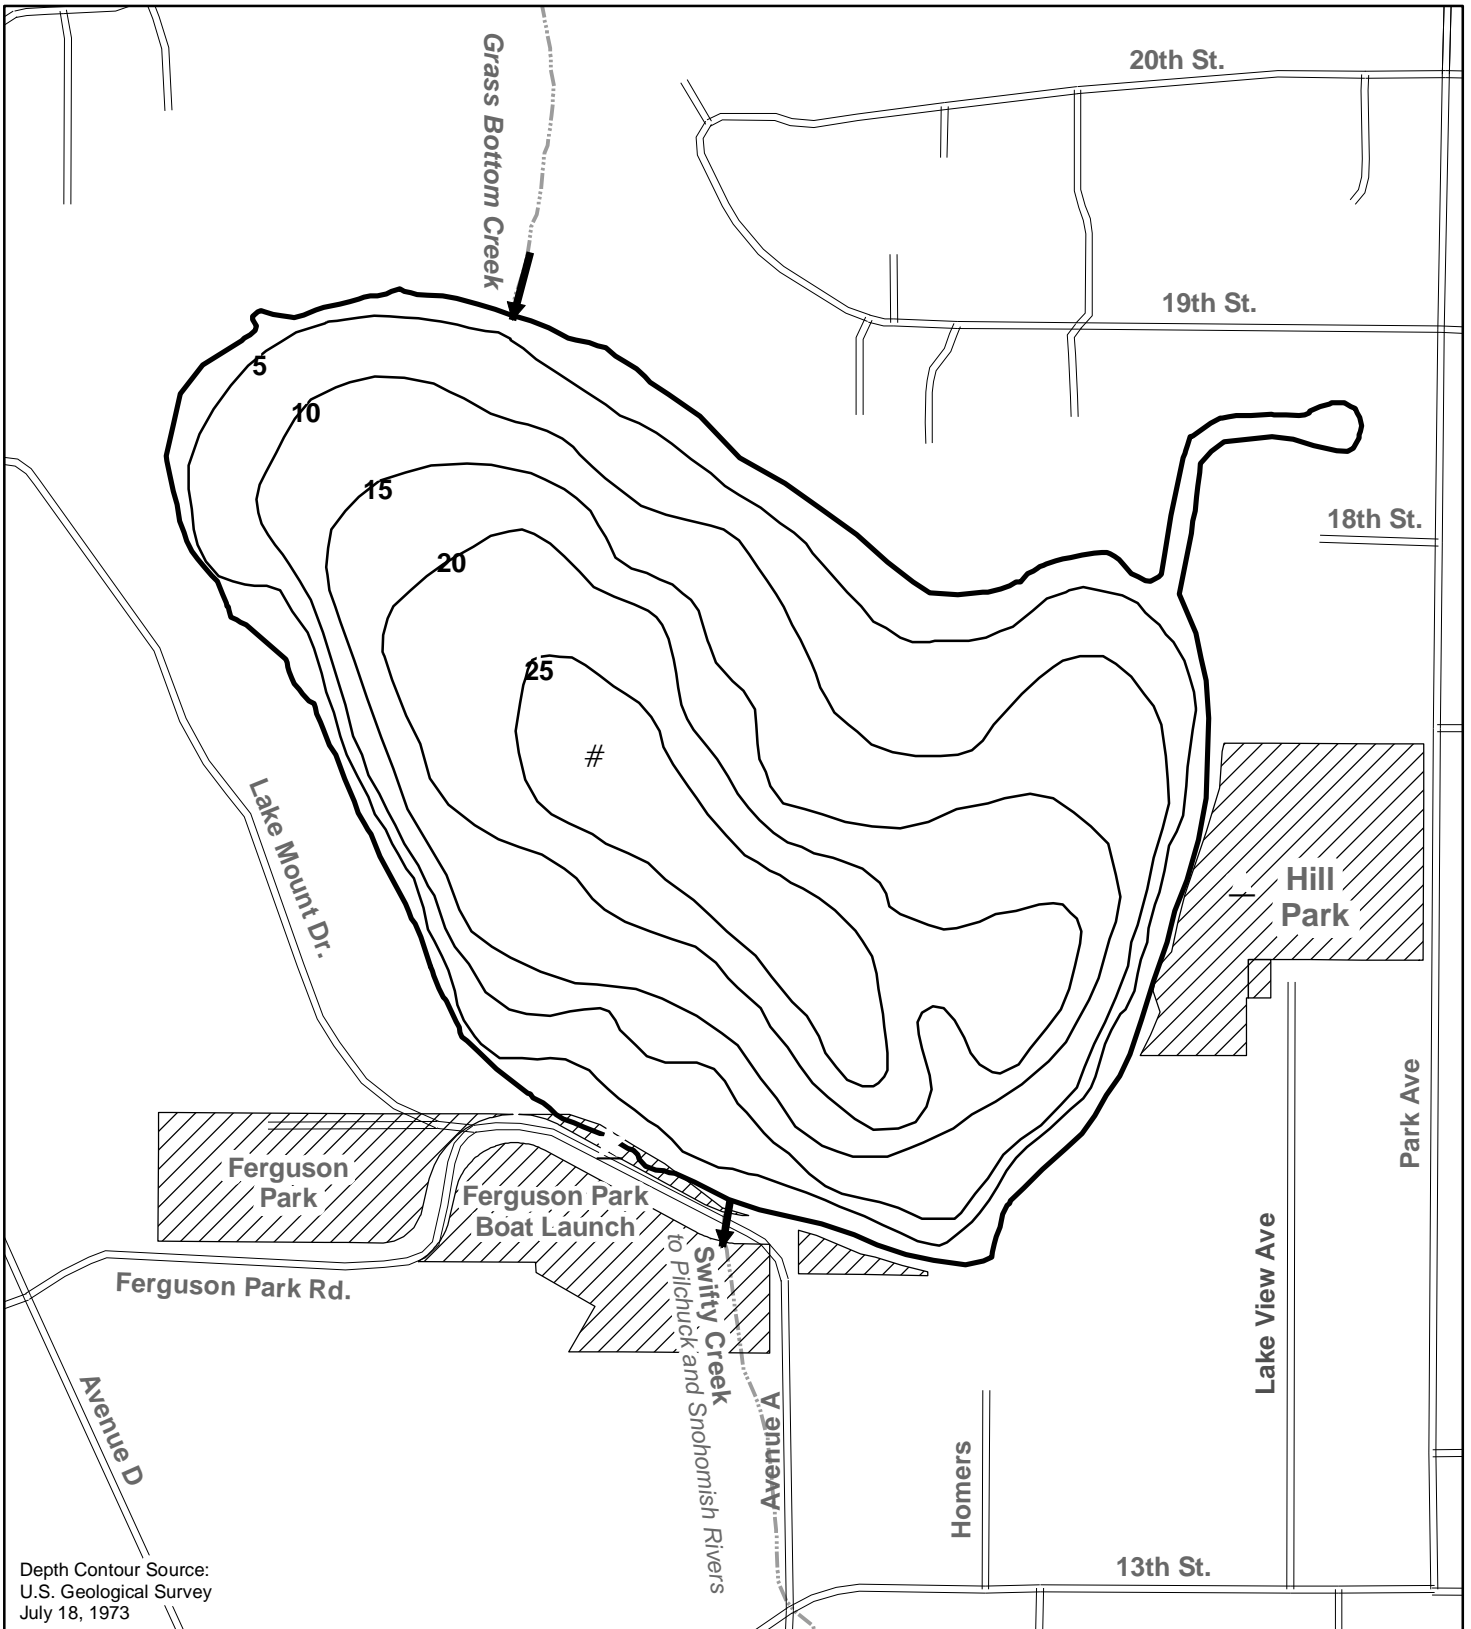 Grass Bottom Creek
20th St.
19th St.
5
10
15
20
25
#
18th St.
Lake Mount Dr.
Hill
Park
Park Ave
Ferguson
Park
Ferguson Park
Boat Launch
Ferguson Park Rd.
Swifty Creek
to Pilchuck and Snohomish Rivers
Lake View Ave
Avenue D
Avenue A
Homers
13th St.
Depth Contour Source:
U.S. Geological Survey
July 18, 1973